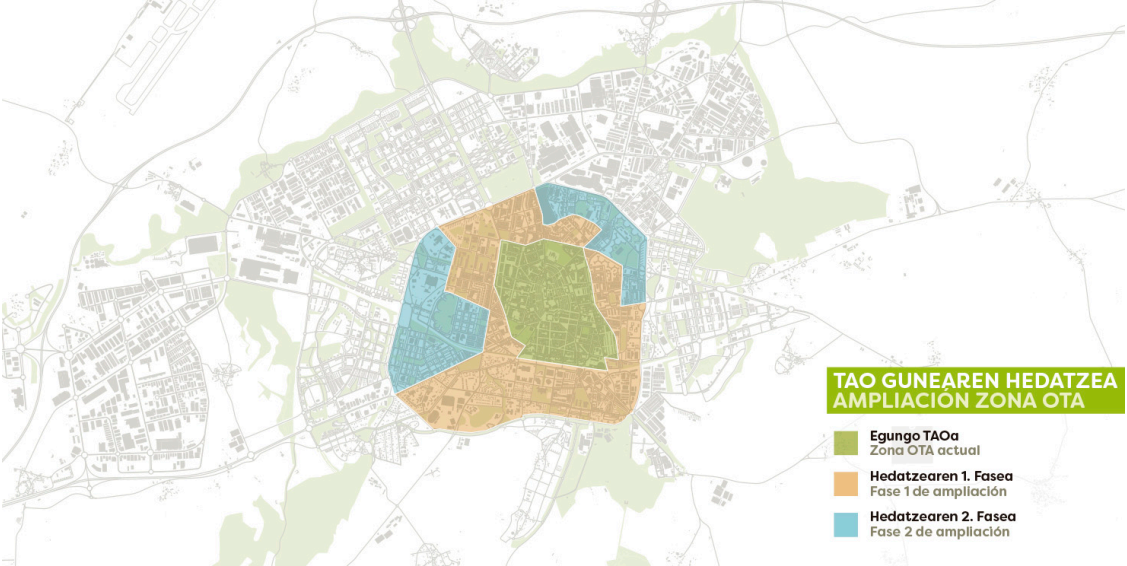 TAO GUNEAREN HEDATZEA
AMPLIACIÓN ZONA OTA
Egungo TAOa
Zona OTA actual
Hedatzearen 1. Fasea
Fase 1 de ampliación
Hedatzearen 2. Fasea
Fase 2 de ampliación